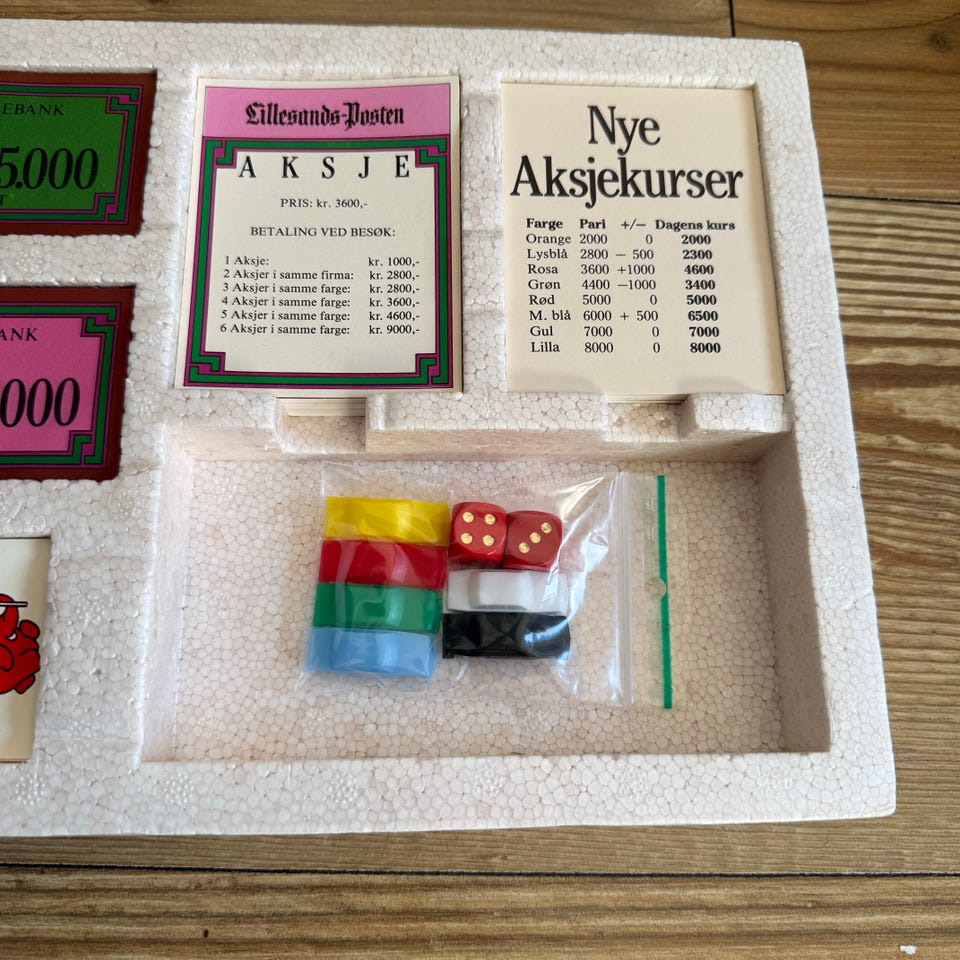 EBANK
5.000
T
ANK
000
Lillesands-Posten
AKSJE
PRIS: kr. 3600,-
BETALING VED BESØK:
1 Aksje: kr. 1000,-
2 Aksjer i samme firma: kr. 2800,-
3 Aksjer i samme farge: kr. 2800,-
4 Aksjer i samme farge: kr. 3600,-
5 Aksjer i samme farge: kr. 4600,-
6 Aksjer i samme farge: kr. 9000,-
Nye
Aksjekurser
Farge Pari +/− Dagens kurs
Orange 2000 0 2000
Lysblå 2800 − 500 2300
Rosa 3600 +1000 4600
Grøn 4400 −1000 3400
Rød 5000 0 5000
M. blå 6000 + 500 6500
Gul 7000 0 7000
Lilla 8000 0 8000